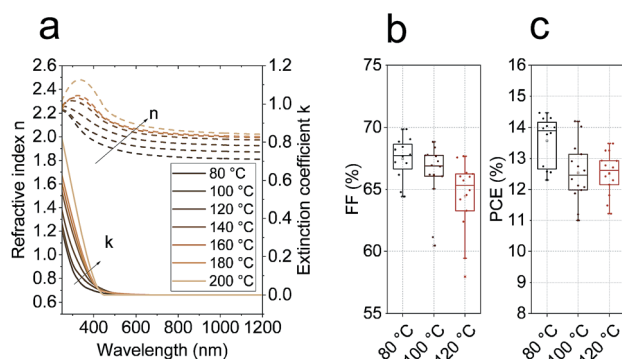 a
b
c
Refractive index n
2.6
2.4
2.2
2.0
1.8
1.6
1.4
1.2
1.0
0.8
0.6
n
k
80 °C
100 °C
120 °C
140 °C
160 °C
180 °C
200 °C
1.2
1.0
0.8
0.6
0.4
0.2
0.0
Extinction coefficient k
400 600 800 1000 1200
Wavelength (nm)
FF (%)
75
70
65
60
55
80 °C
100 °C
120 °C
PCE (%)
16
15
14
13
12
11
10
9
8
80 °C
100 °C
120 °C